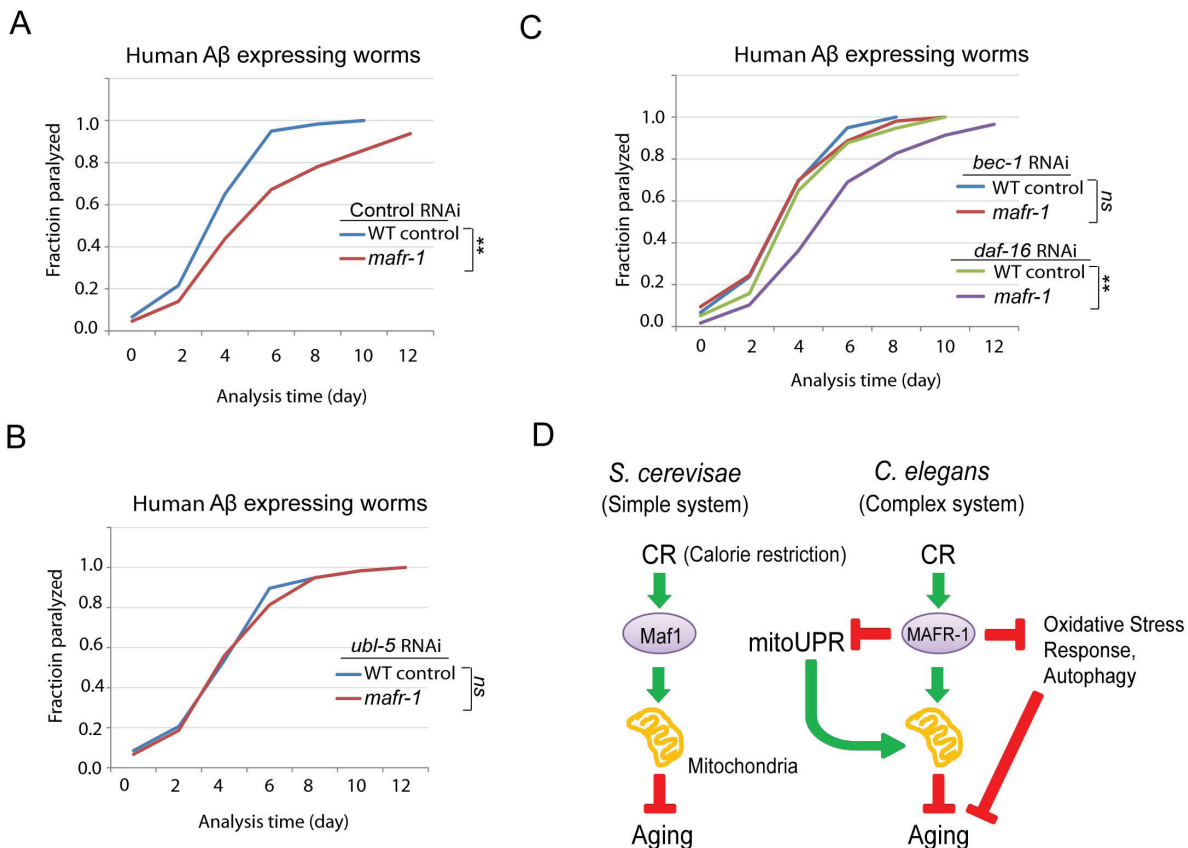 A
Human Aβ expressing worms
Fractioin paralyzed
1.0
0.8
0.6
0.4
0.2
0.0
0 2 4 6 8 10 12
Analysis time (day)
Control RNAi
WT control
mafr-1
**
B
Human Aβ expressing worms
Fractioin paralyzed
1.0
0.8
0.6
0.4
0.2
0.0
0 2 4 6 8 10 12
Analysis time (day)
ubl-5 RNAi
WT control
mafr-1
ns
C
Human Aβ expressing worms
Fractioin paralyzed
1.0
0.8
0.6
0.4
0.2
0.0
0 2 4 6 8 10 12
Analysis time (day)
bec-1 RNAi
WT control
mafr-1
ns
daf-16 RNAi
WT control
mafr-1
**
D
S. cerevisae
(Simple system)
CR (Calorie restriction)
Maf1
Mitochondria
Aging
C. elegans
(Complex system)
CR
mitoUPR
MAFR-1
Oxidative Stress
Response,
Autophagy
Aging